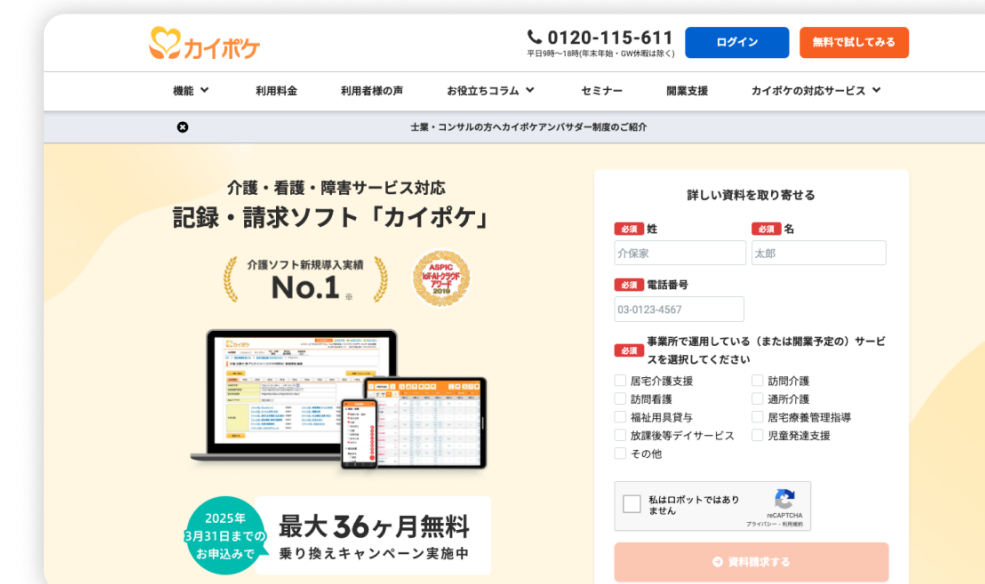 カイポケ
0120-115-611
平日9時〜18時(年末年始・GW休暇は除く)
ログイン
無料で試してみる
機能
利用料金
利用者様の声
お役立ちコラム
セミナー
開業支援
カイポケの対応サービス
士業・コンサルの方へカイポケアンバサダー制度のご紹介
介護・看護・障害サービス対応
記録・請求ソフト「カイポケ」
介護ソフト新規導入実績
No.1 ※
ASPIC
IoT・AI・クラウド
アワード
2019
2025年
3月31日までの
お申込みで
最大36ヶ月無料
乗り換えキャンペーン実施中
詳しい資料を取り寄せる
必須 姓
必須 名
介保家
太郎
必須 電話番号
03-0123-4567
必須 事業所で運用している（または開業予定の）サービ
スを選択してください
居宅介護支援
訪問介護
訪問看護
通所介護
福祉用具貸与
居宅療養管理指導
放課後等デイサービス
児童発達支援
その他
私はロボットではあり
ません
reCAPTCHA
プライバシー - 利用規約
資料請求する